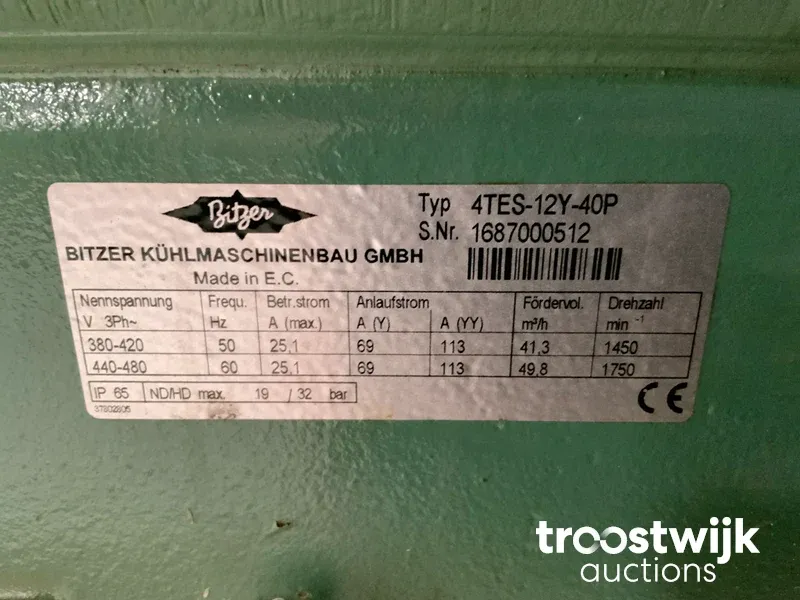 Bitzer
Typ 4TES-12Y-40P
S.Nr. 1687000512
BITZER KÜHLMASCHINENBAU GMBH
Made in E.C.
Nennspannung Frequ. Betr.strom Anlaufstrom Fördervol. Drehzahl
V 3Ph~ Hz A (max.) A (Y) A (YY) m³/h min -1
380-420 50 25,1 69 113 41,3 1450
440-480 60 25,1 69 113 49,8 1750
IP 65 ND/HD max. 19 / 32 bar
37802805
CE
troostwijk
auctions